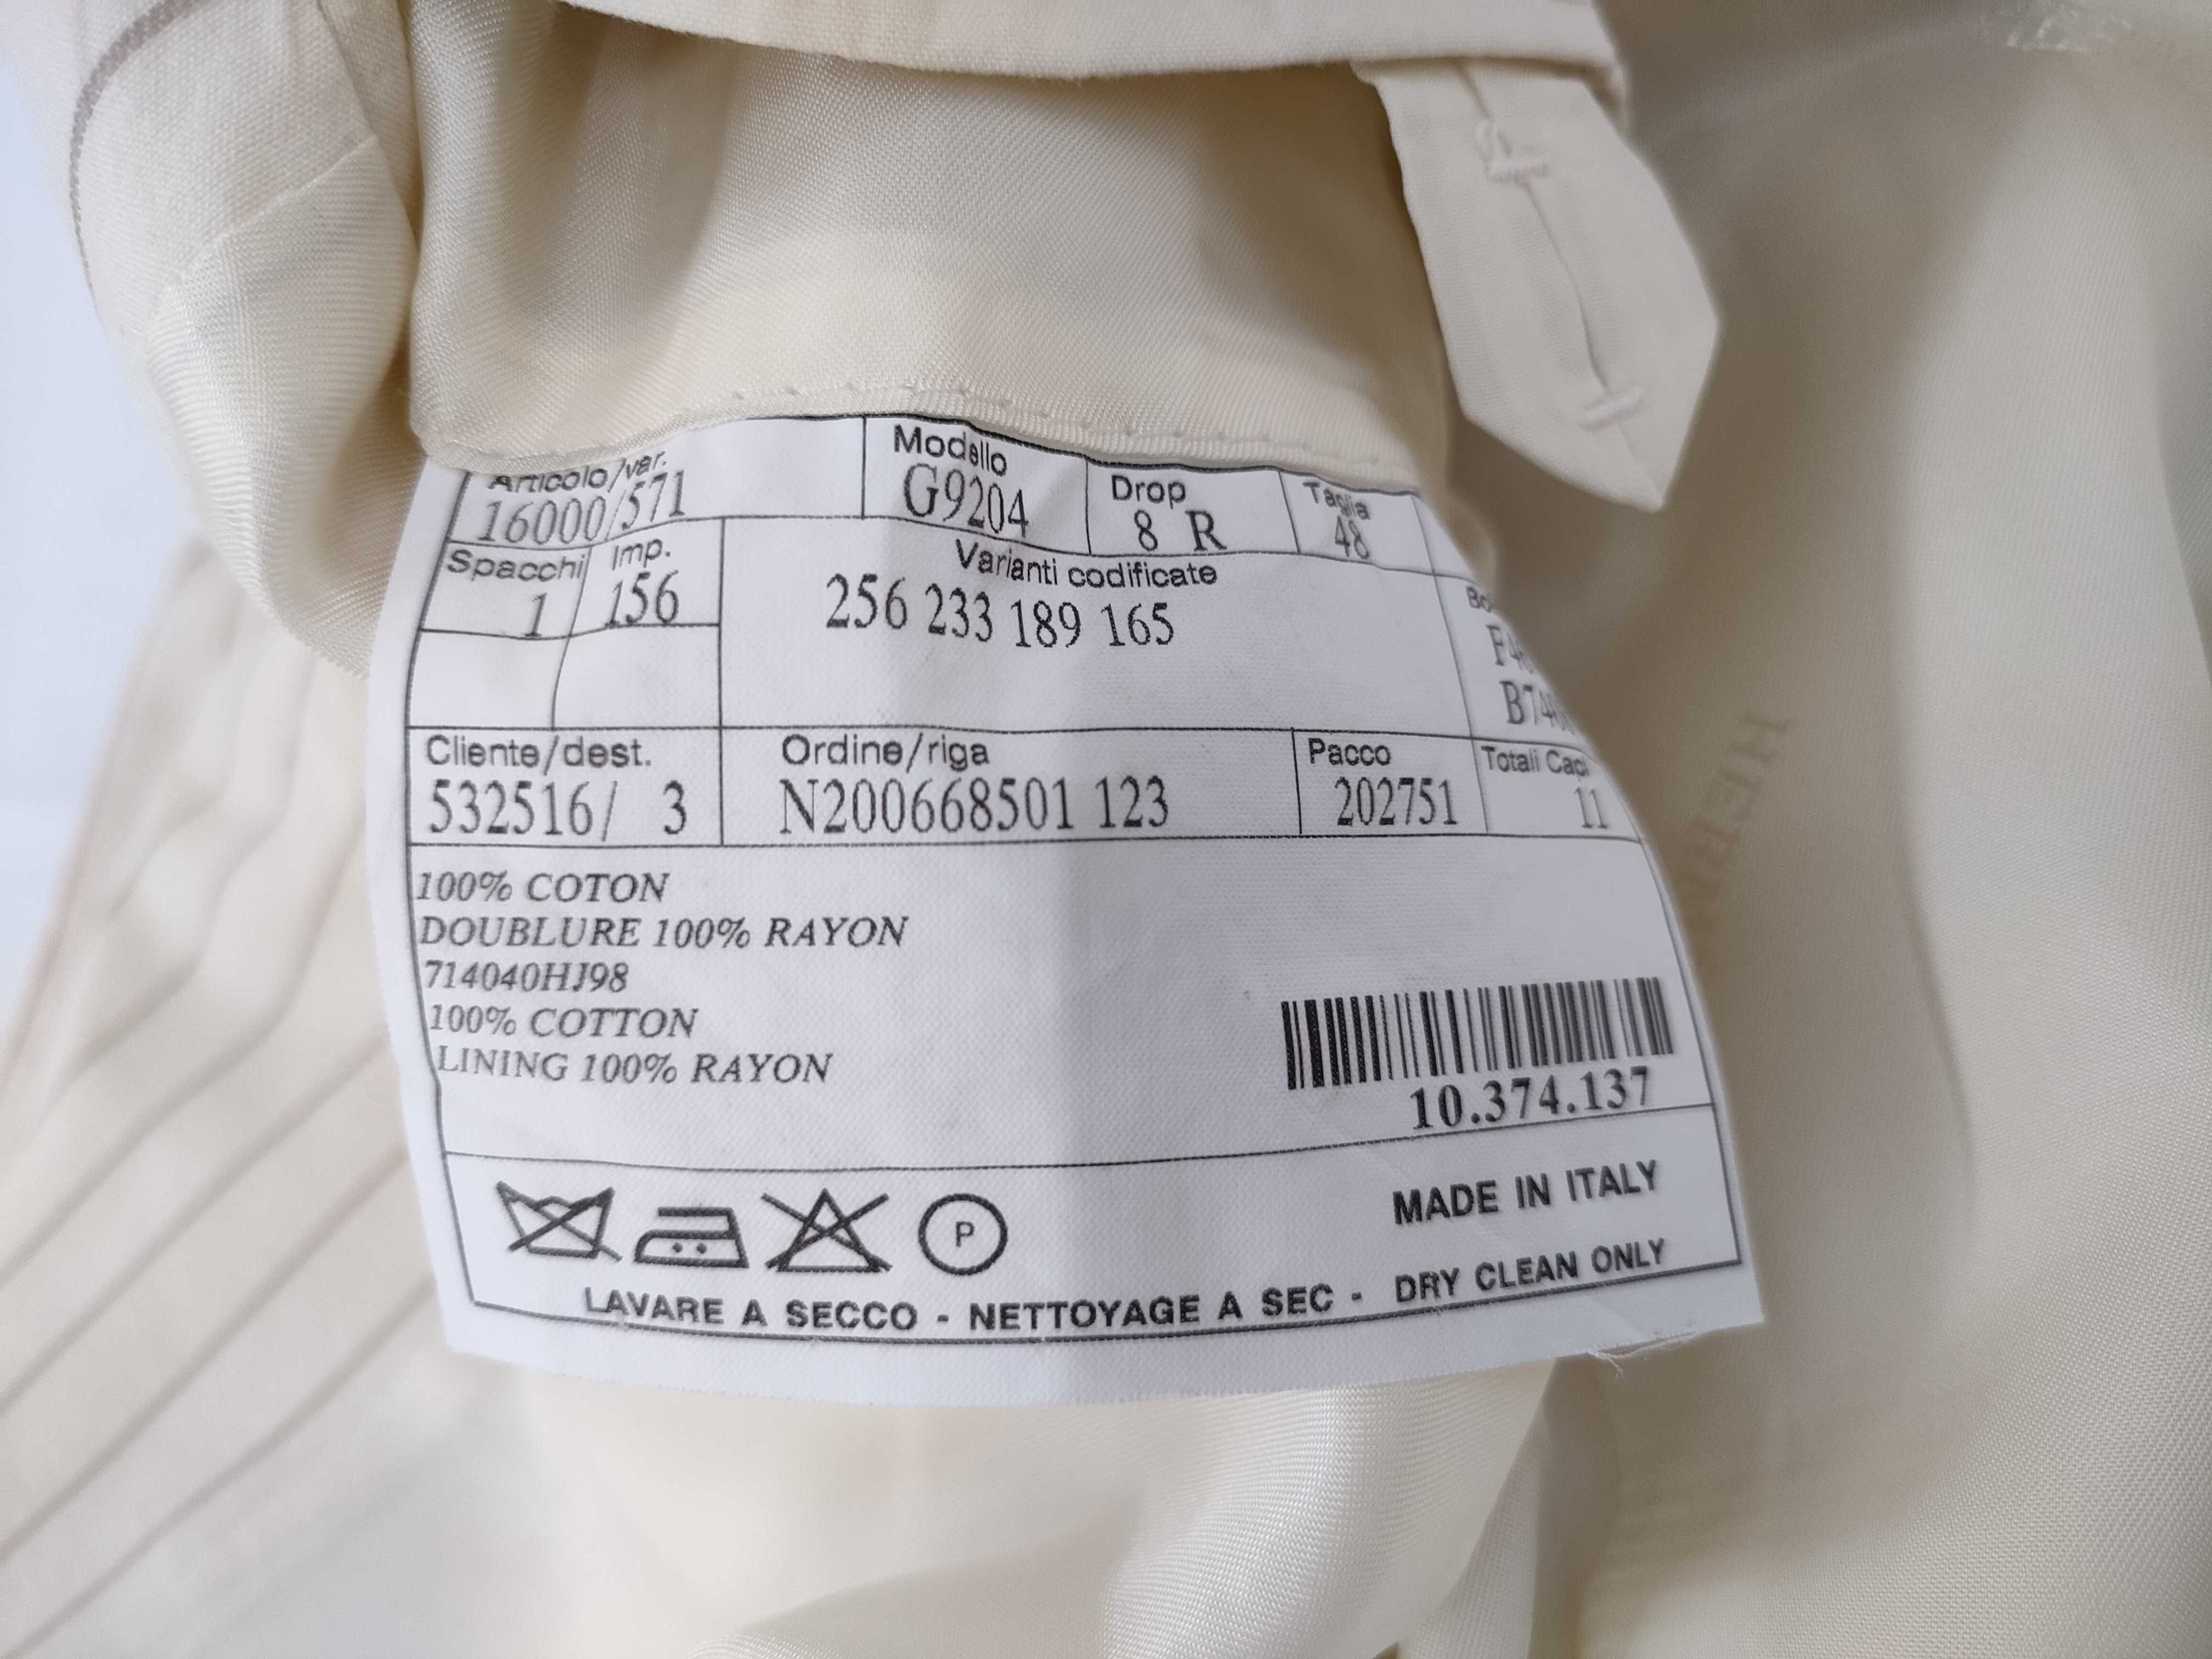 Articolo/var. Modello Drop Taglia
16000/571 G9204 8 R 48
Spacchi Imp. Varianti codificate
1 156 256 233 189 165
Cliente/dest. Ordine/riga Pacco Totali Capi
532516/ 3 N200668501 123 202751 11
100% COTON
DOUBLURE 100% RAYON
714040HJ98
100% COTTON
LINING 100% RAYON
10.374.137
P
MADE IN ITALY
LAVARE A SECCO - NETTOYAGE A SEC - DRY CLEAN ONLY